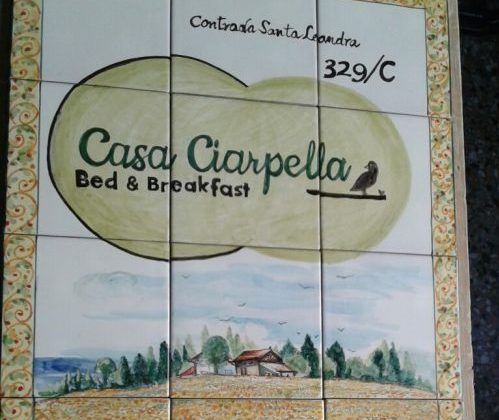 Contrada Santa Leandra
329/C
Casa Ciarpella
Bed & Breakfast